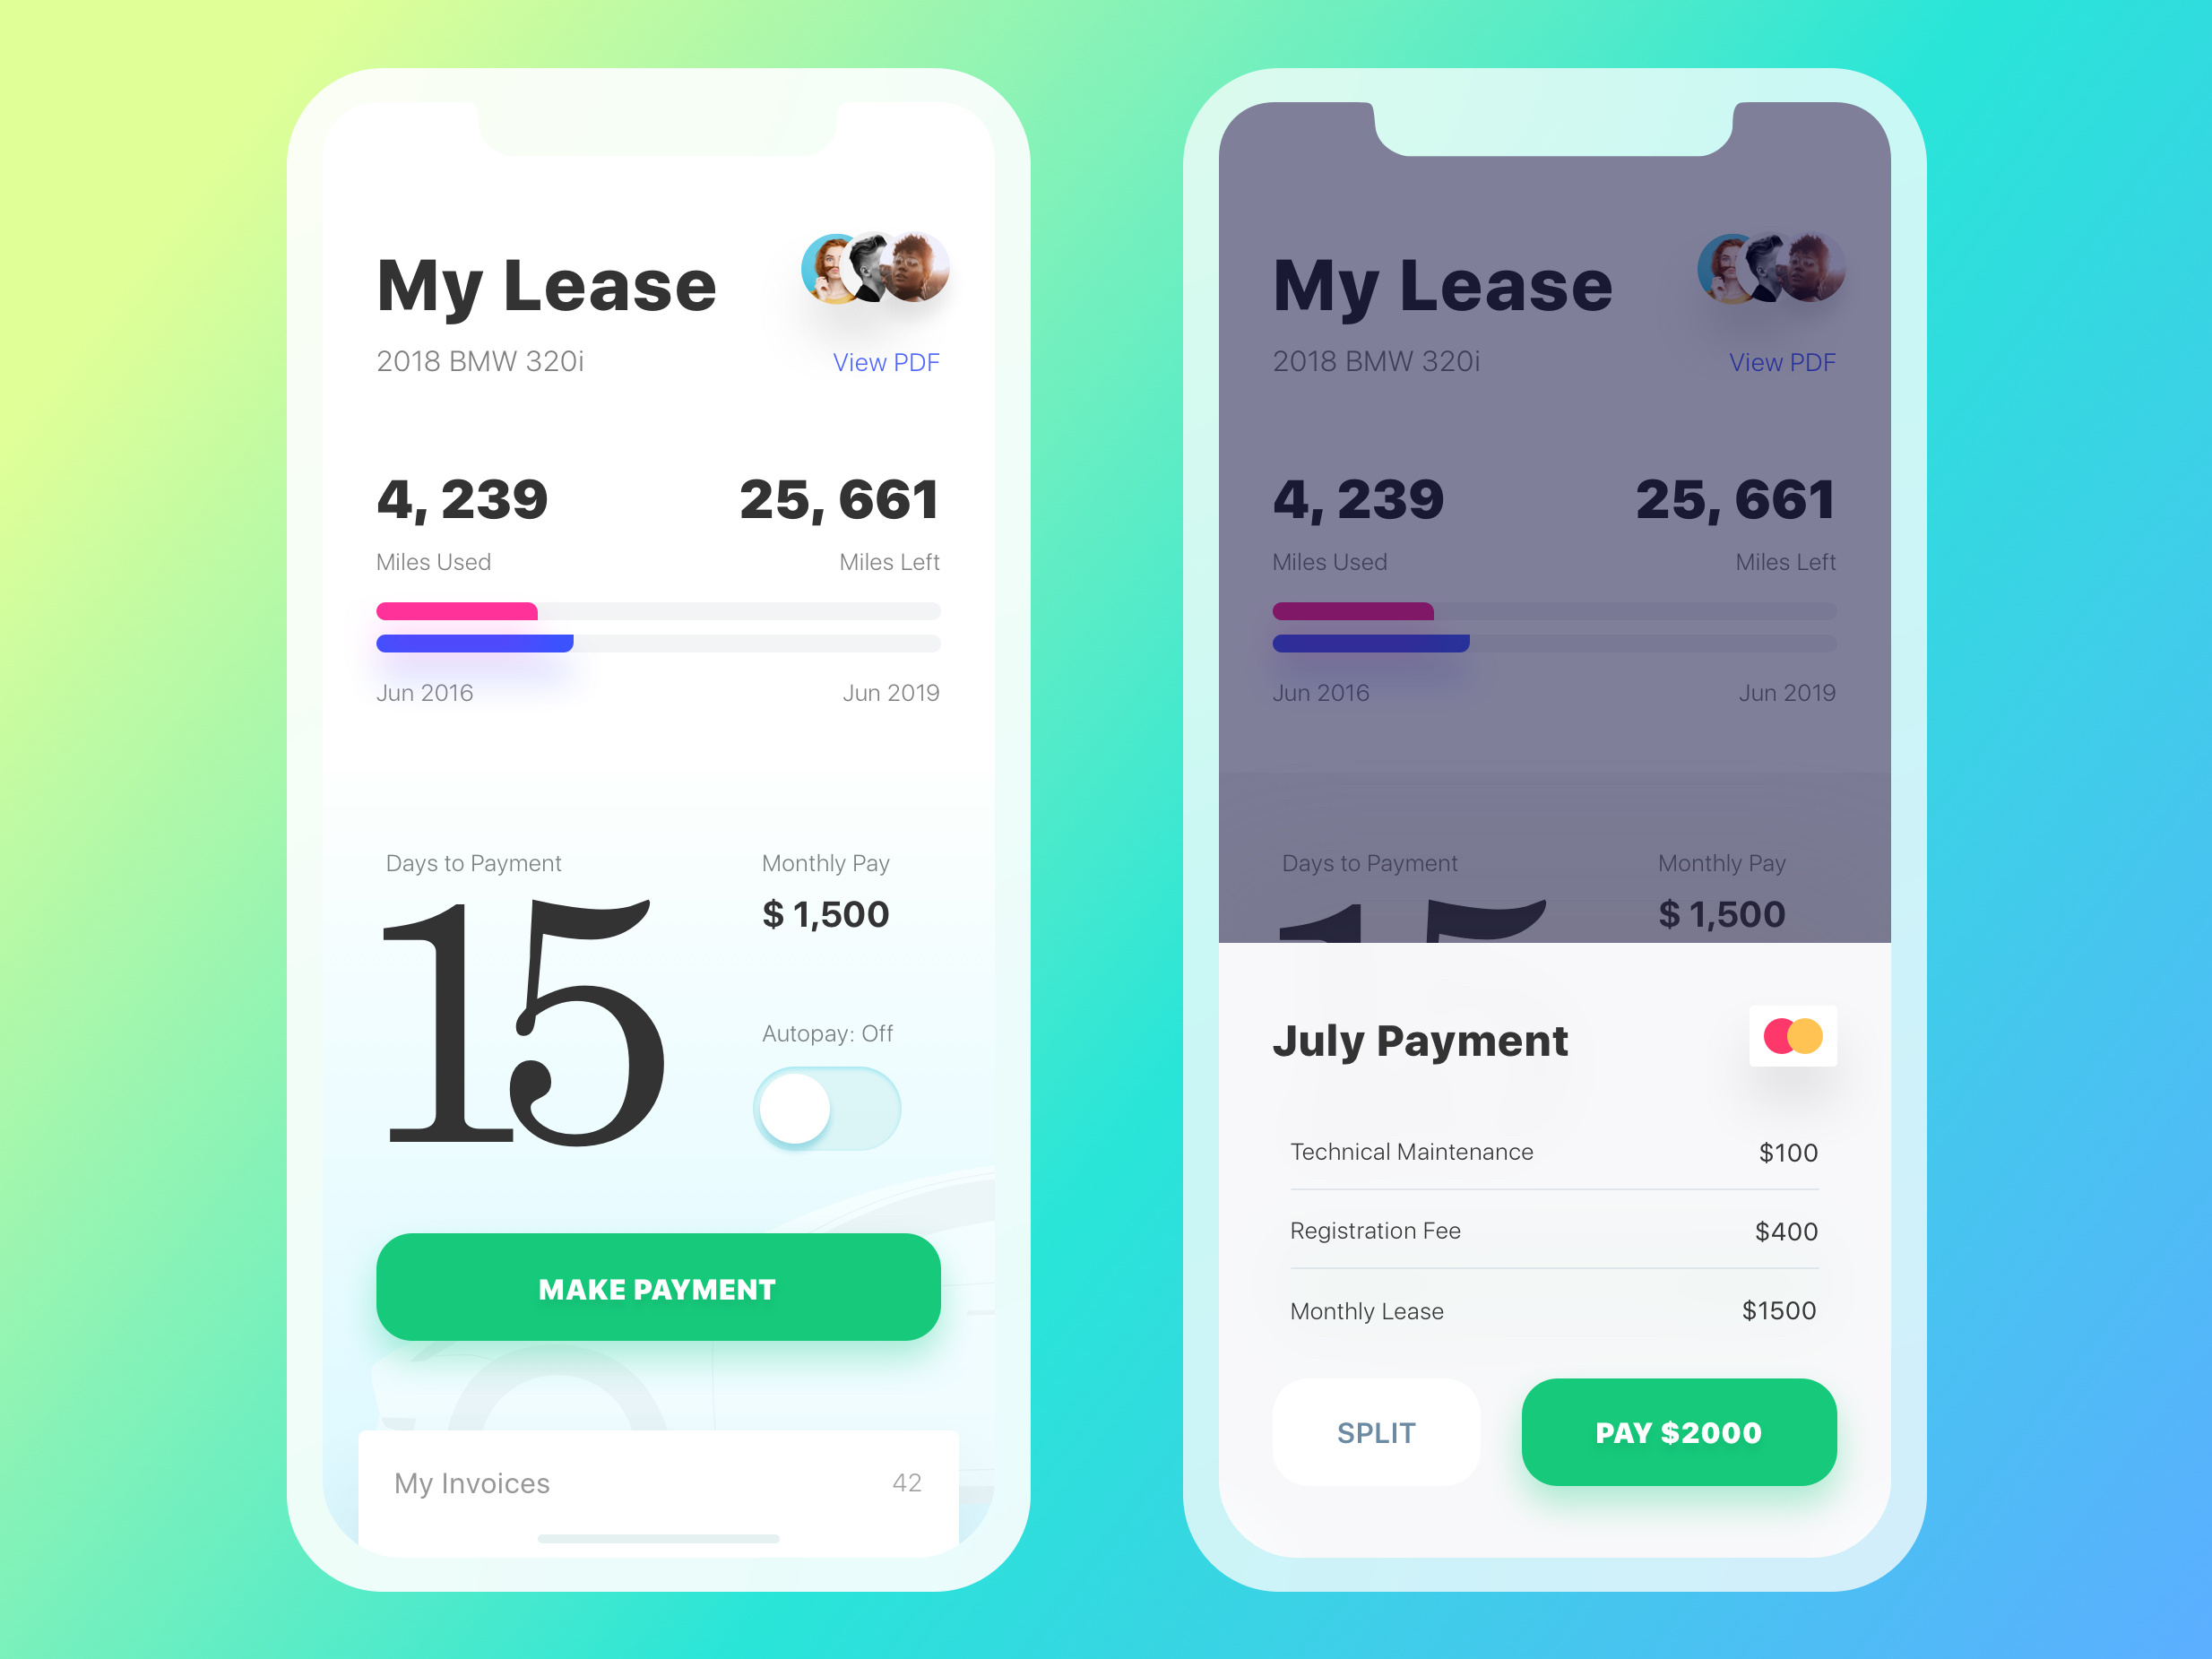 My Lease
2018 BMW 320i
View PDF
4, 239
25, 661
Miles Used
Miles Left
Jun 2016
Jun 2019
Days to Payment
Monthly Pay
15
$ 1,500
Autopay: Off
MAKE PAYMENT
My Invoices
42
My Lease
2018 BMW 320i
View PDF
4, 239
25, 661
Miles Used
Miles Left
Jun 2016
Jun 2019
Days to Payment
Monthly Pay
15
$ 1,500
July Payment
Technical Maintenance
$100
Registration Fee
$400
Monthly Lease
$1500
SPLIT
PAY $2000